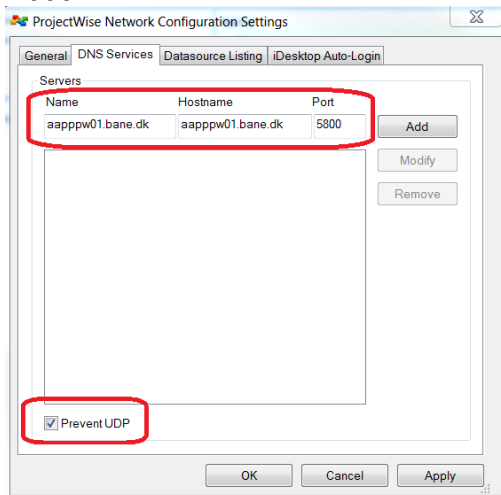 ProjectWise Network Configuration Settings
General DNS Services Datasource Listing iDesktop Auto-Login
Servers
Name Hostname Port
aapppw01.bane.dk aapppw01.bane.dk 5800 Add
Modify
Remove
Prevent UDP
OK Cancel Apply